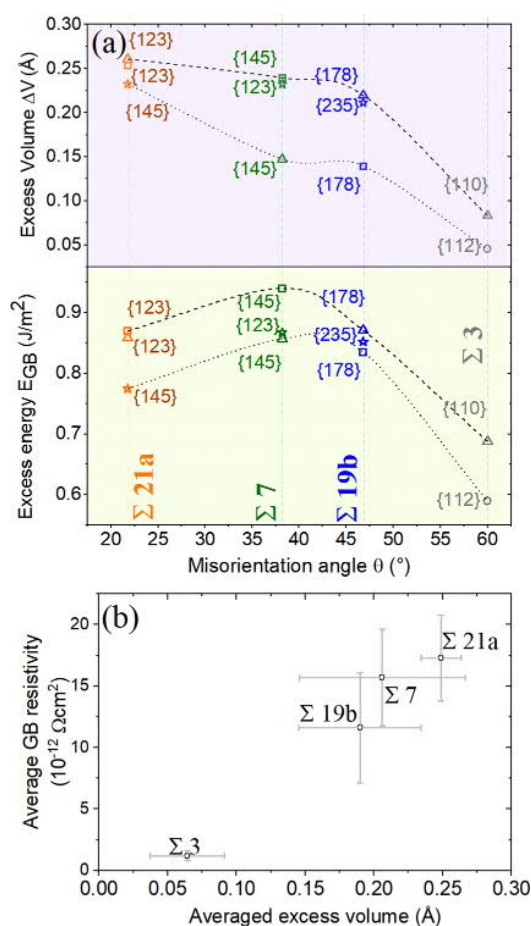 (a)
0.30
0.25
0.20
0.15
0.10
0.05
Excess Volume ΔV (Å)
{123}
{123}
{145}
{145}
{123}
{145}
{178}
{235}
{178}
{110}
{112}
0.9
0.8
0.7
0.6
Excess energy E_GB (J/m²)
{123}
{123}
{145}
{145}
{123}
{145}
{178}
{235}
{178}
{110}
{112}
Σ 21a
Σ 7
Σ 19b
Σ 3
20 25 30 35 40 45 50 55 60
Misorientation angle θ (°)
(b)
20
15
10
5
0
Average GB resistivity
(10⁻¹² Ωcm²)
Σ 21a
Σ 7
Σ 19b
Σ 3
0.00 0.05 0.10 0.15 0.20 0.25 0.30
Averaged excess volume (Å)